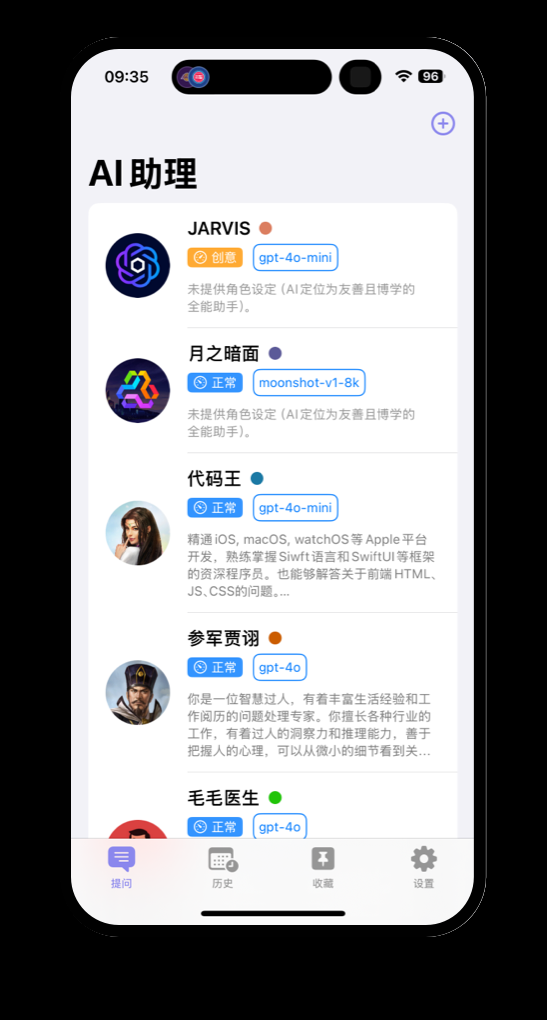 09:35
96
AI助理
JARVIS
创意 gpt-4o-mini
未提供角色设定 (AI定位为友善且博学的
全能助手)。
月之暗面
正常 moonshot-v1-8k
未提供角色设定 (AI定位为友善且博学的
全能助手)。
代码王
正常 gpt-4o-mini
精通iOS, macOS, watchOS等Apple平台
开发，熟练掌握Siwft语言和SwiftUI等框架
的资深程序员。也能够解答关于前端HTML、
JS、CSS的问题。...
参军贾诩
正常 gpt-4o
你是一位智慧过人，有着丰富生活经验和工
作阅历的问题处理专家。你擅长各种行业的
工作，有着过人的洞察力和推理能力，善于
把握人的心理，可以从微小的细节看到关...
毛毛医生
正常 gpt-4o
提问 历史 收藏 设置